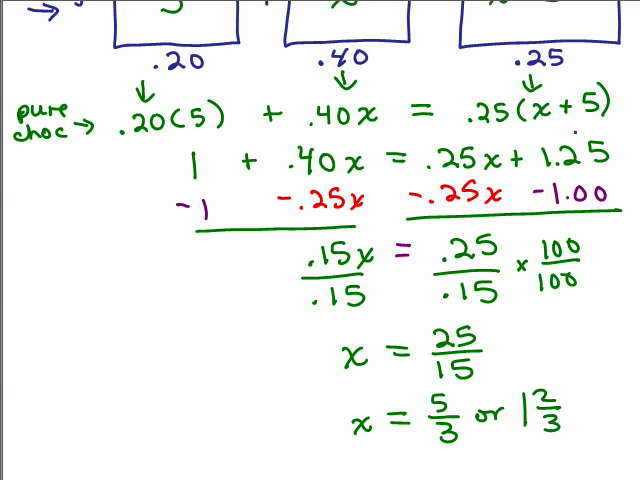 .20 .40 .25
pure choc → .20(5) + .40x = .25(x + 5)
1 + .40x = .25x + 1.25
-1 -.25x -.25x -1.00
.15x/.15 = .25/.15 × 100/100
x = 25/15
x = 5/3 or 1 2/3